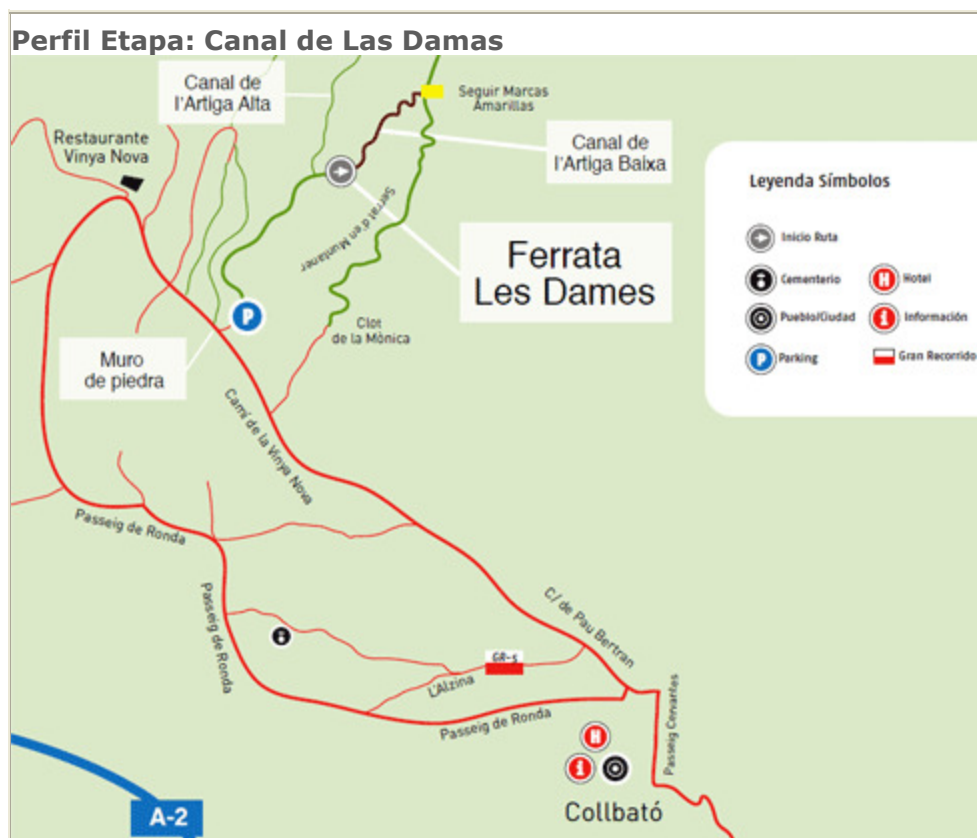 Perfil Etapa: Canal de Las Damas
Canal de
l'Artiga Alta
Seguir Marcas
Amarillas
Restaurante
Vinya Nova
Canal de
l'Artiga Baixa
Serrat d'en Muntaner
Ferrata
Les Dames
P
Clot
de la Mònica
Muro
de piedra
Camí de la Vinya Nova
Leyenda Símbolos
Inicio Ruta
Cementerio
H Hotel
Pueblo/Ciudad
i Información
P Parking
Gran Recorrido
Passeig de Ronda
Passeig de Ronda
C/ de Pau Bertran
GR-5
L'Alzina
Passeig de Ronda
Passeig Cervantes
H
i
Collbató
A-2